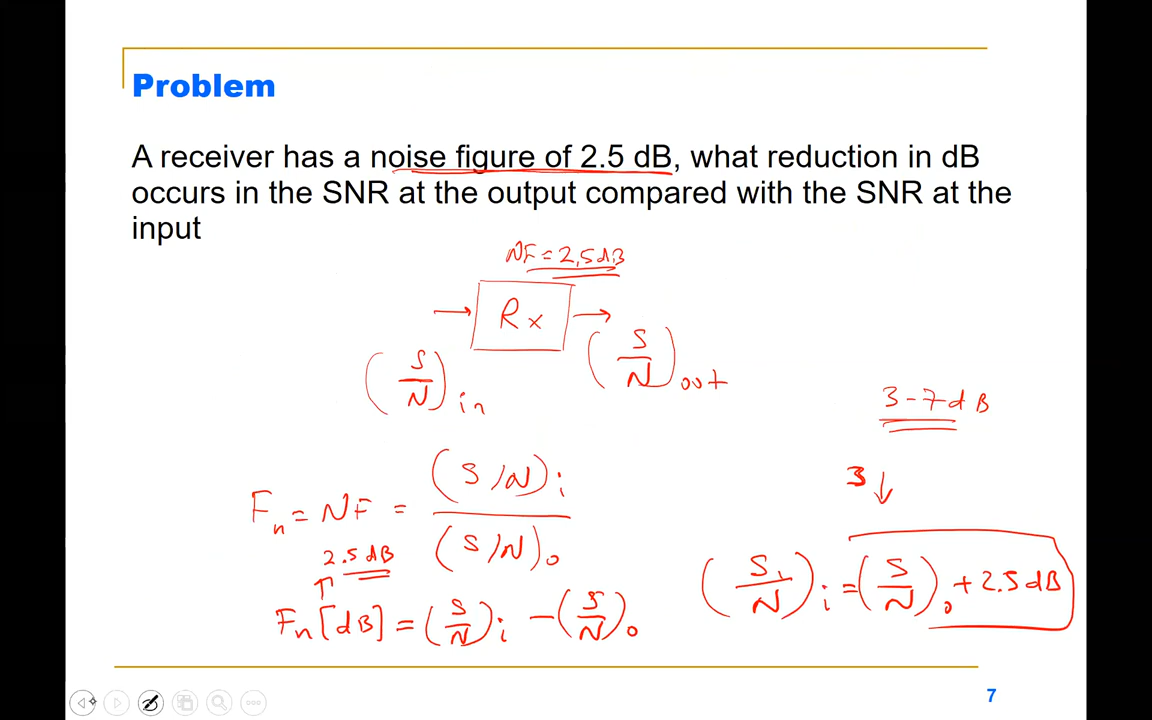 Problem
A receiver has a noise figure of 2.5 dB, what reduction in dB
occurs in the SNR at the output compared with the SNR at the
input
NF = 2,5 dB
→ Rx →
(S/N)in
(S/N)out
3-7 dB
3 ↓
Fn = NF = (S/N)i / (S/N)o
2.5 dB
↑
Fn [dB] = (S/N)i - (S/N)o
(Si/N)i = (S/N)o + 2.5 dB
7